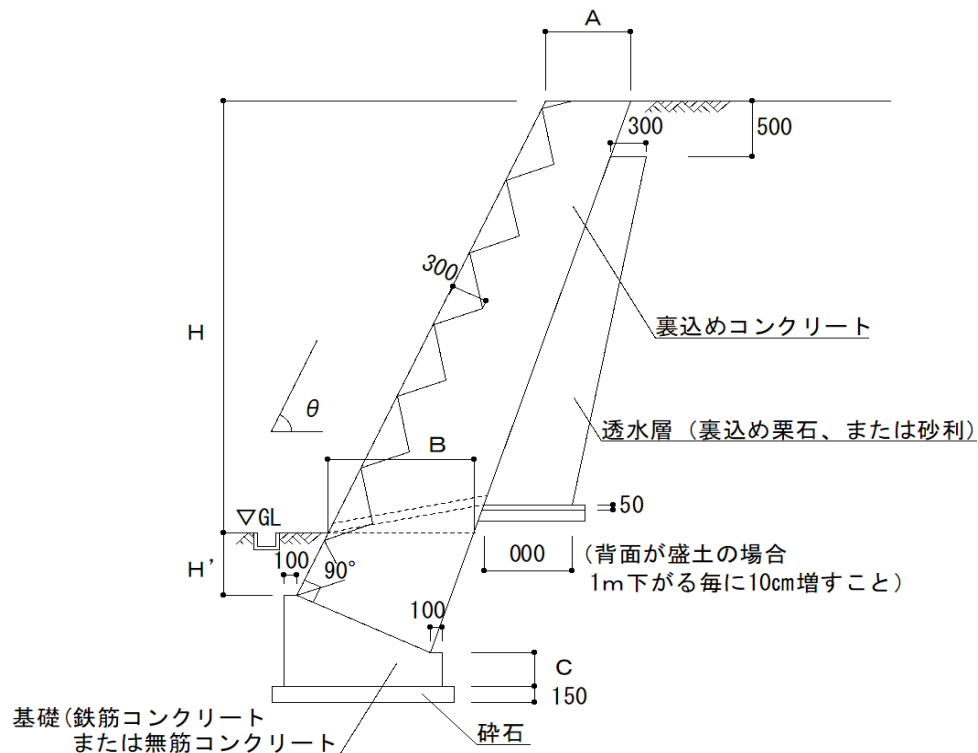 A
300
500
300
H
裏込めコンクリート
θ
透水層（裏込め栗石、または砂利）
B
50
▽GL
000
（背面が盛土の場合
1ｍ下がる毎に10㎝増すこと）
H'
100
90°
100
C
150
基礎(鉄筋コンクリート
または無筋コンクリート
砕石